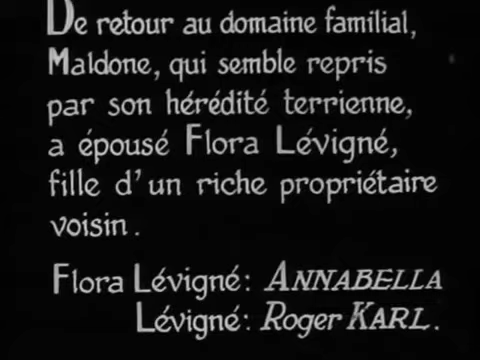 De retour au domaine familial,
Maldone, qui semble repris
par son hérédité terrienne,
a épousé Flora Lévigné,
fille d'un riche propriétaire
voisin.
Flora Lévigné: ANNABELLA
Lévigné: Roger KARL.